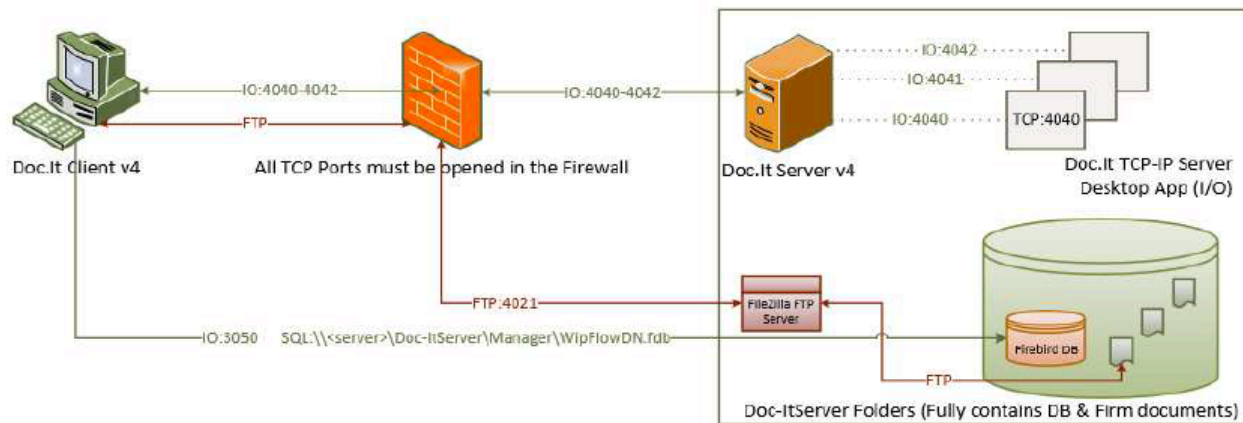 IO:4040-4042
FTP
Doc.It Client v4
All TCP Ports must be opened in the Firewall
IO:4040-4042
Doc.It Server v4
IO:4042
IO:4041
IO:4040
TCP:4040
Doc.It TCP-IP Server
Desktop App (I/O)
FTP:4021
FileZilla FTP
Server
IO:3050 SQL:\\<server>\Doc-ItServer\Manager\WipFlowDN.fdb
Firebird DB
FTP
Doc-ItServer Folders (Fully contains DB & Firm documents)